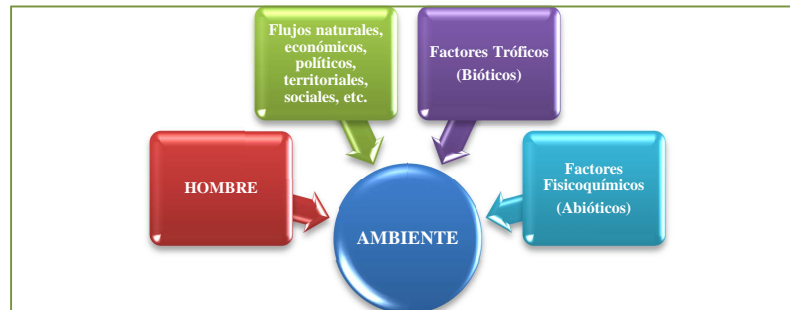 Flujos naturales,
económicos,
políticos,
territoriales,
sociales, etc.
Factores Tróficos
(Bióticos)
HOMBRE
Factores
Fisicoquímicos
(Abióticos)
AMBIENTE